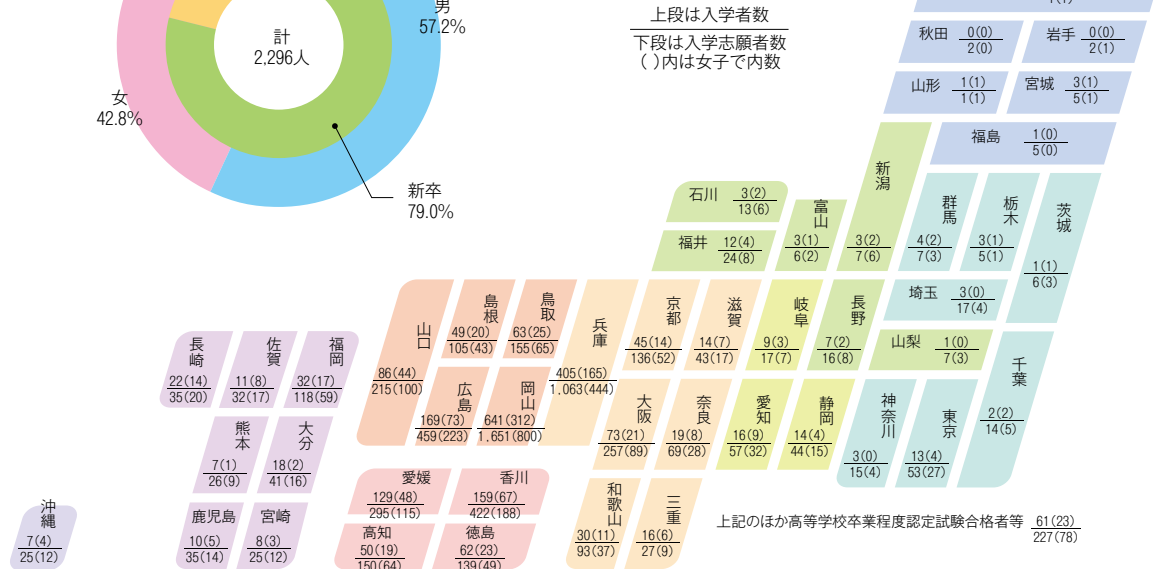 男
57.2%
計
2,296人
女
42.8%
新卒
79.0%
上段は入学者数
下段は入学志願者数
( )内は女子で内数
秋田 0(0)
2(0)
岩手 0(0)
2(1)
山形 1(1)
1(1)
宮城 3(1)
5(1)
福島 1(0)
5(0)
新潟
3(2)
7(6)
群馬
4(2)
7(3)
栃木
3(1)
5(1)
茨城
1(1)
6(3)
石川 3(2)
13(6)
福井 12(4)
24(8)
富山
3(1)
6(2)
埼玉 3(0)
17(4)
山梨 1(0)
7(3)
千葉
2(2)
14(5)
長野
7(2)
16(8)
岐阜
9(3)
17(7)
滋賀
14(7)
43(17)
京都
45(14)
136(52)
兵庫
405(165)
1,063(444)
鳥取
63(25)
155(65)
島根
49(20)
105(43)
山口
86(44)
215(100)
広島
169(73)
459(223)
岡山
641(312)
1,651(800)
大阪
73(21)
257(89)
奈良
19(8)
69(28)
愛知
16(9)
57(32)
静岡
14(4)
44(15)
神奈川
3(0)
15(4)
東京
13(4)
53(27)
長崎
22(14)
35(20)
佐賀
11(8)
32(17)
福岡
32(17)
118(59)
熊本
7(1)
26(9)
大分
18(2)
41(16)
鹿児島
10(5)
35(14)
宮崎
8(3)
25(12)
沖縄
7(4)
25(12)
愛媛
129(48)
295(115)
香川
159(67)
422(188)
高知
50(19)
150(64)
徳島
62(23)
139(49)
和歌山
30(11)
93(37)
三重
16(6)
27(9)
上記のほか高等学校卒業程度認定試験合格者等 61(23)
227(78)